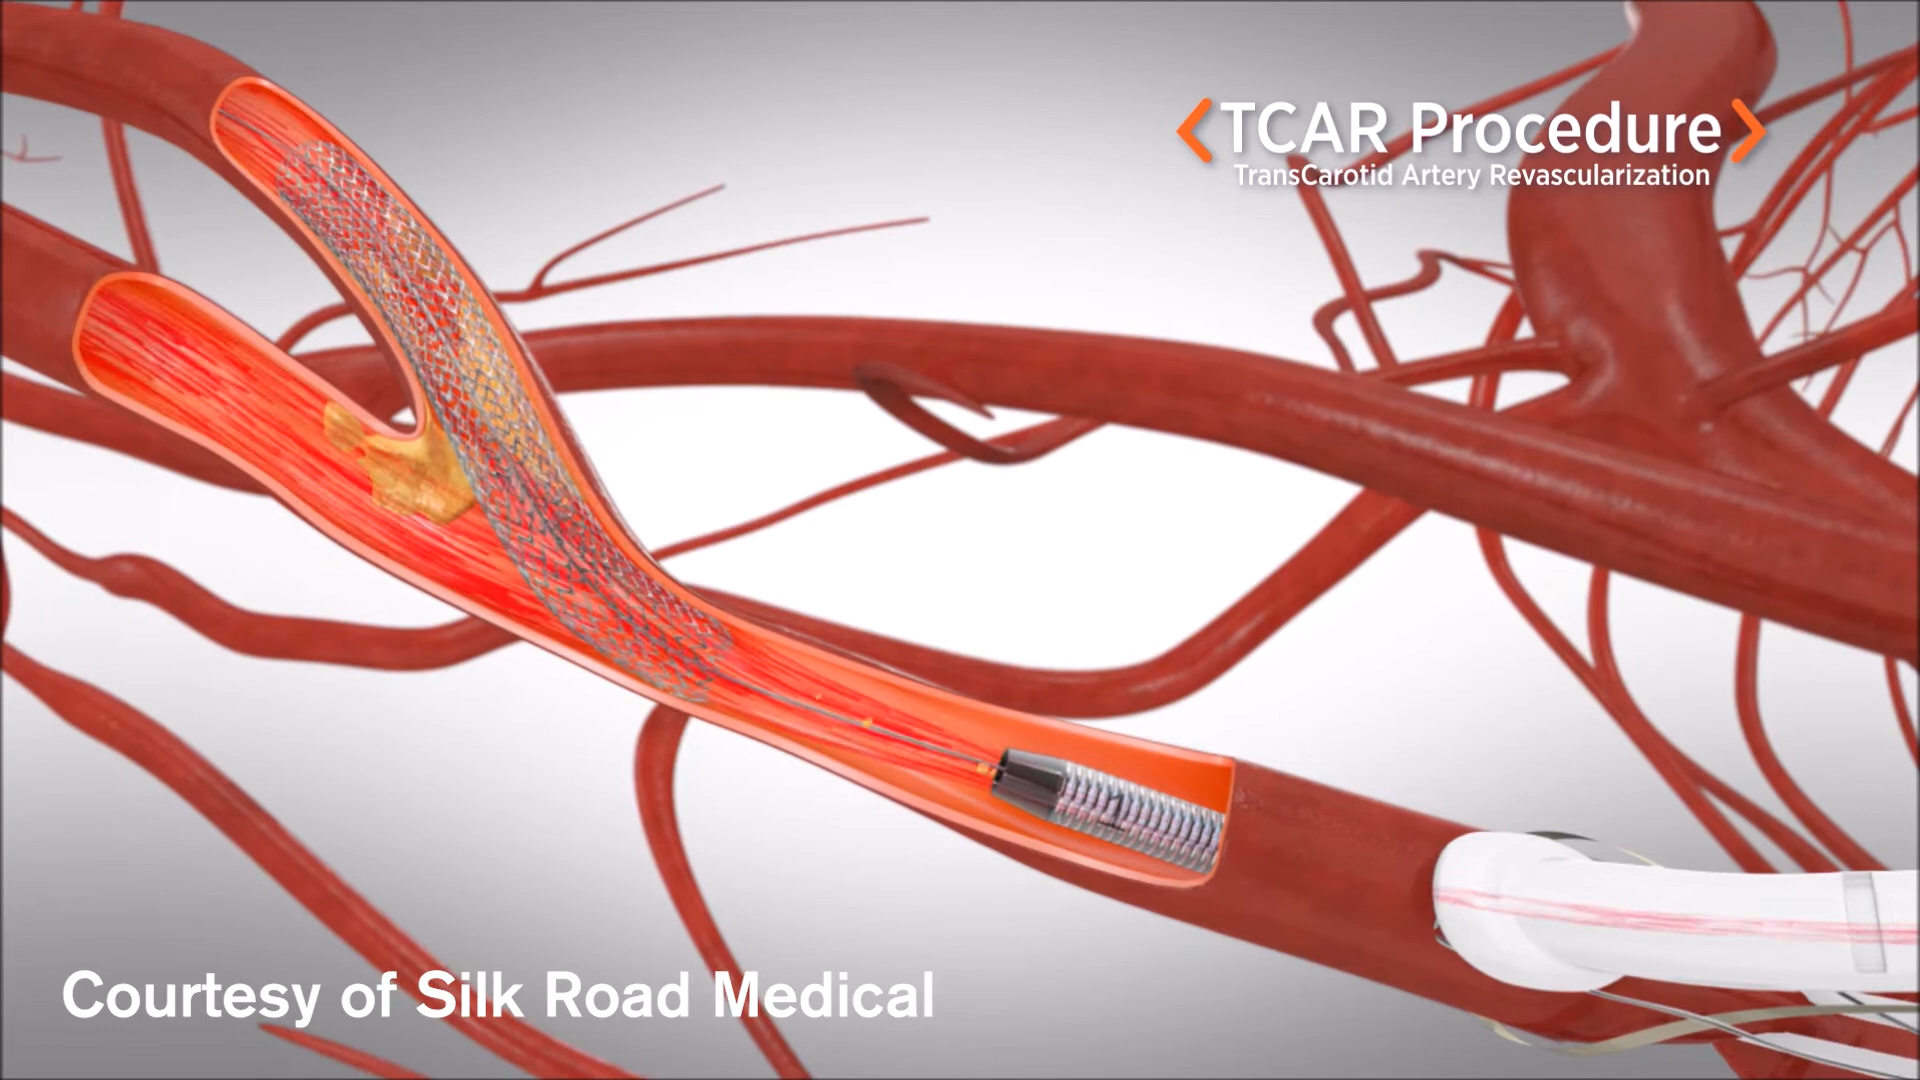 TCAR Procedure
TransCarotid Artery Revascularization
Courtesy of Silk Road Medical